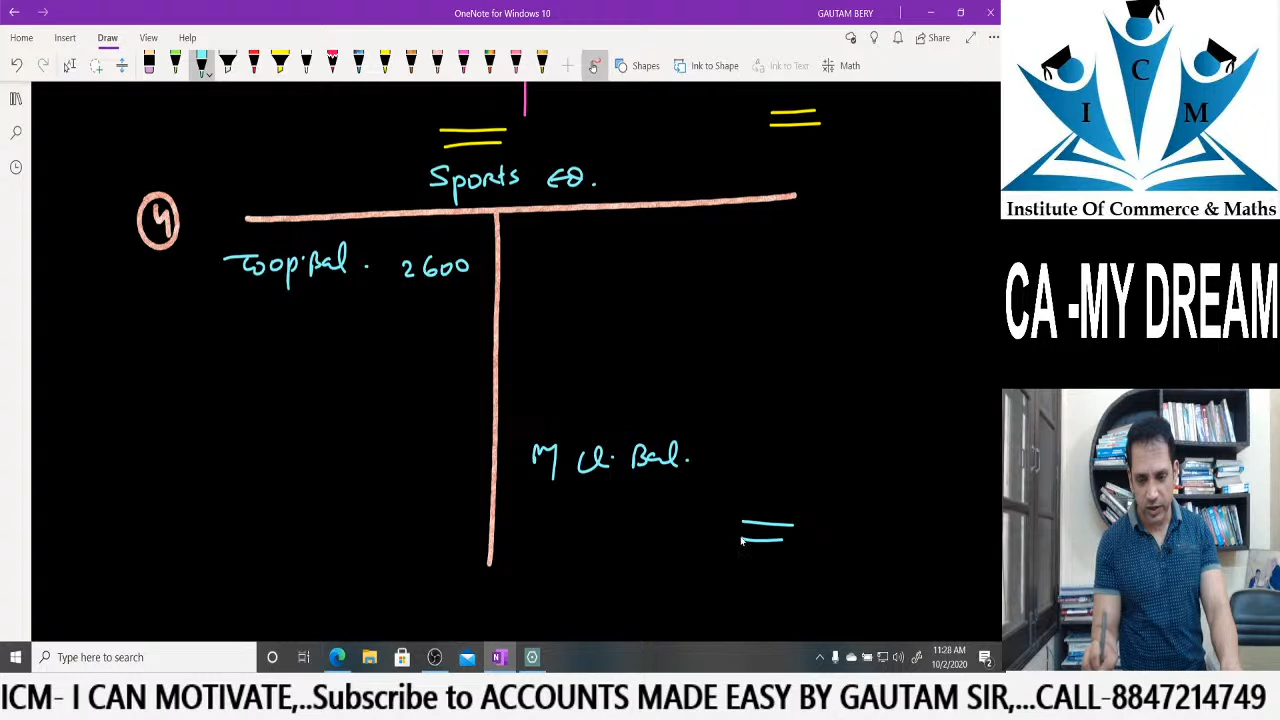 OneNote for Windows 10
GAUTAM BERY
Home Insert Draw View Help
Share
Shapes
Ink to Shape
Ink to Text
Math
Sports EQ.
4
To op. Bal. 2600
By Cl. Bal.
I C M
Institute Of Commerce & Maths
CA -MY DREAM
Type here to search
11:28 AM
10/2/2020
2
ICM- I CAN MOTIVATE,..Subscribe to ACCOUNTS MADE EASY BY GAUTAM SIR,...CALL-8847214749